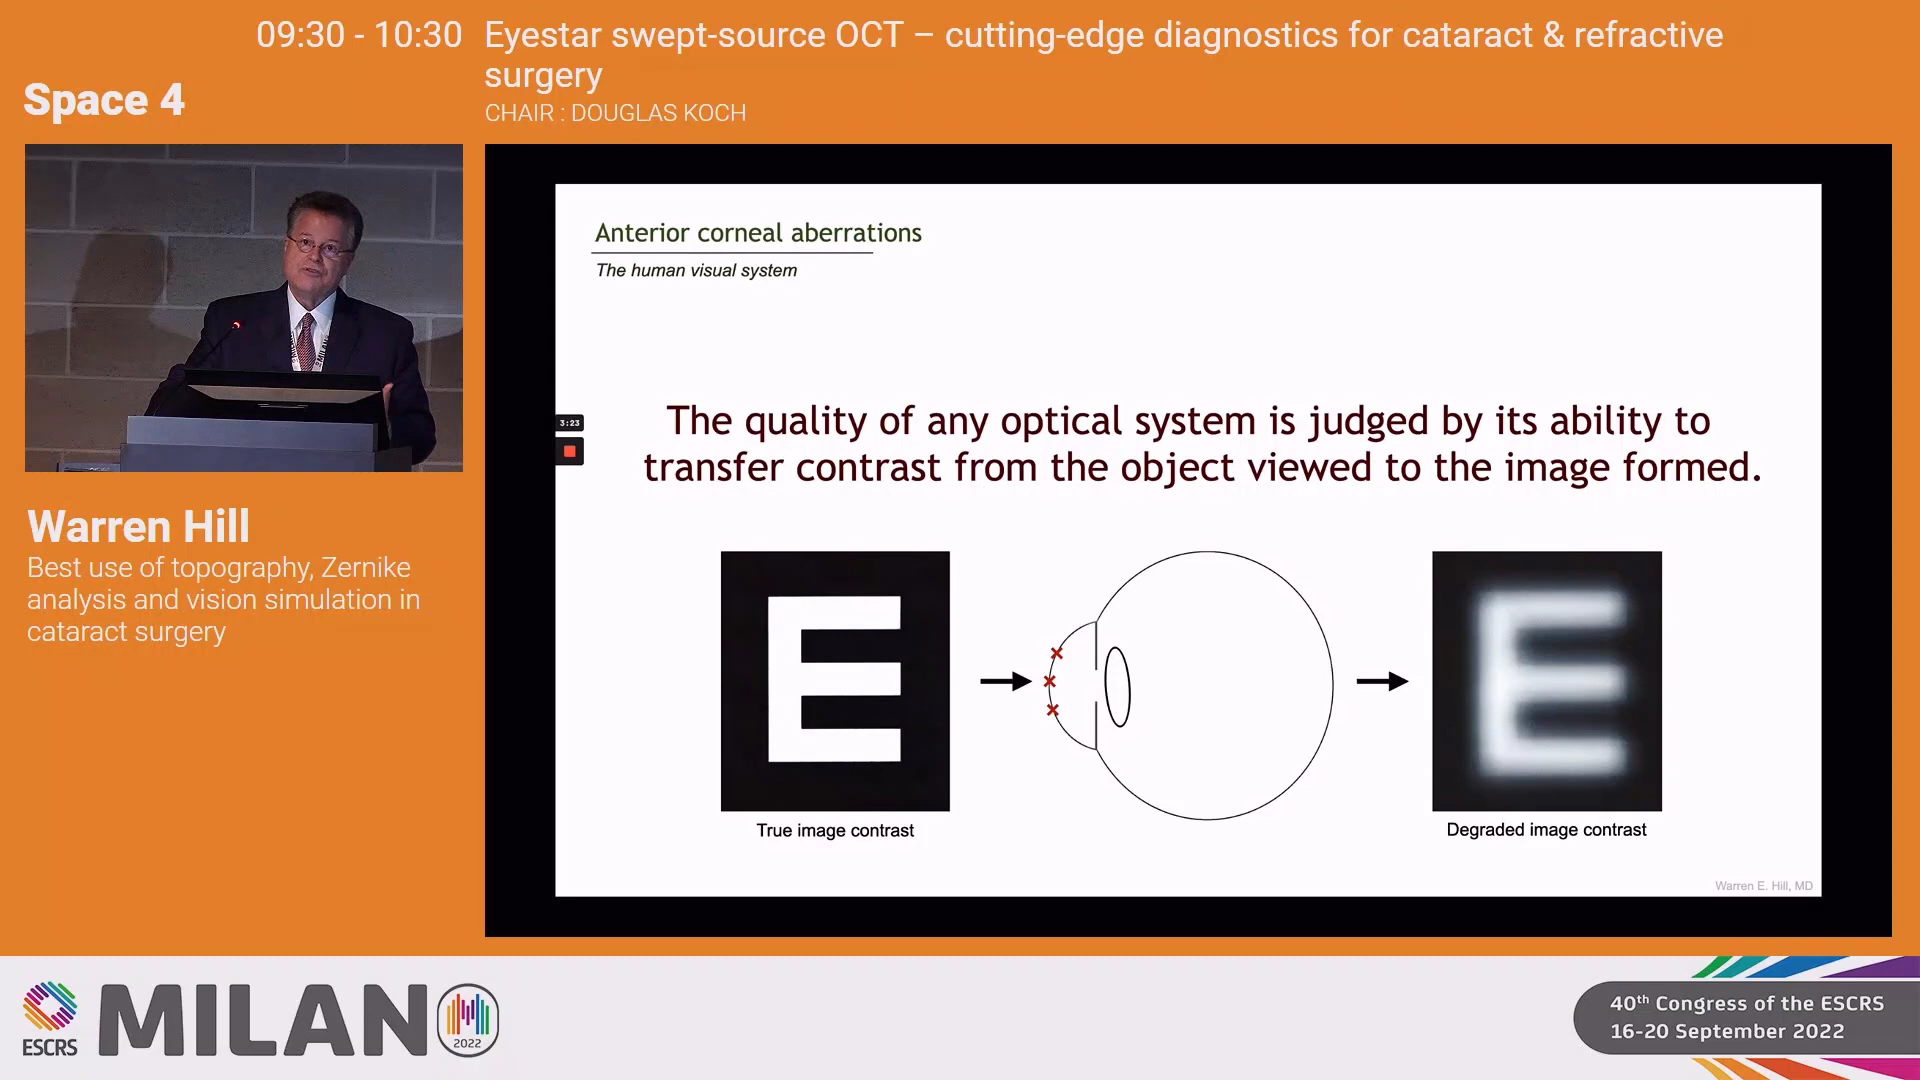 09:30 - 10:30 Eyestar swept-source OCT – cutting-edge diagnostics for cataract & refractive
surgery
CHAIR : DOUGLAS KOCH
Space 4
Warren Hill
Best use of topography, Zernike
analysis and vision simulation in
cataract surgery
Anterior corneal aberrations
The human visual system
The quality of any optical system is judged by its ability to
transfer contrast from the object viewed to the image formed.
3:23
E
E
True image contrast
Degraded image contrast
Warren E. Hill, MD
ESCRS
MILANO
2022
40th Congress of the ESCRS
16-20 September 2022